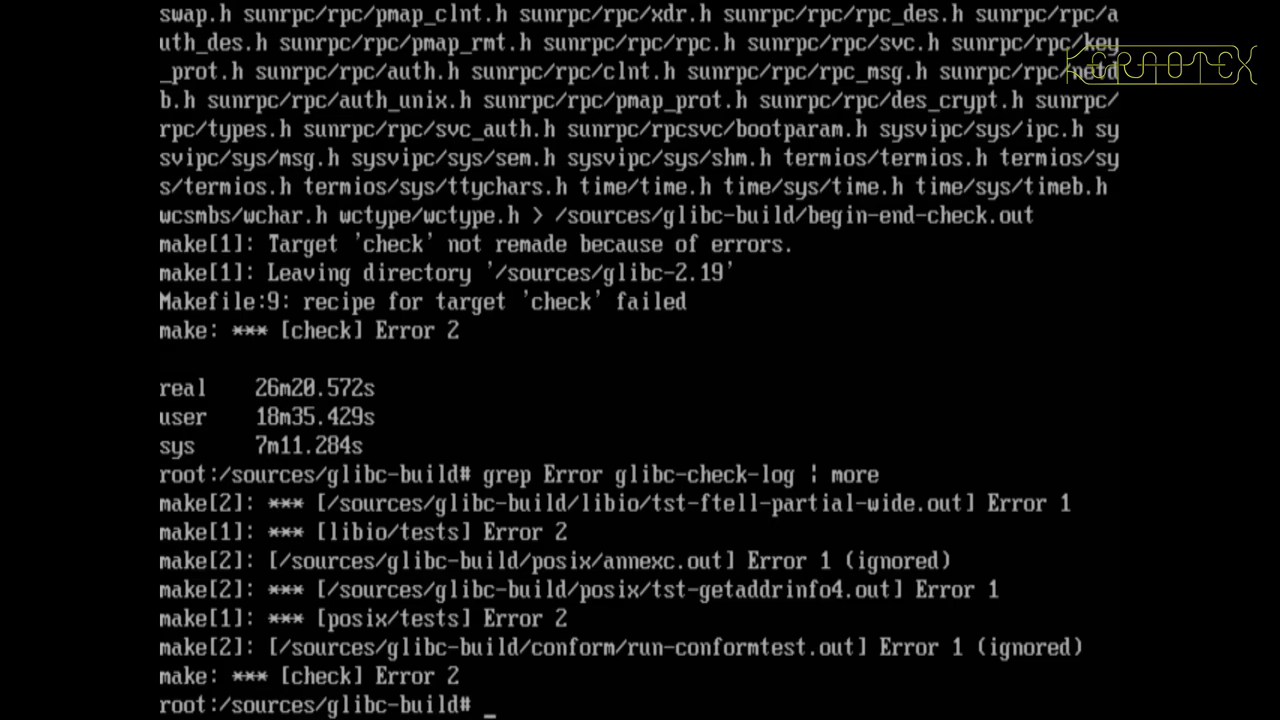 swap.h sunrpc/rpc/pmap_clnt.h sunrpc/rpc/xdr.h sunrpc/rpc/rpc_des.h sunrpc/rpc/a
uth_des.h sunrpc/rpc/pmap_rmt.h sunrpc/rpc/rpc.h sunrpc/rpc/svc.h sunrpc/rpc/key
_prot.h sunrpc/rpc/auth.h sunrpc/rpc/clnt.h sunrpc/rpc/rpc_msg.h sunrpc/rpc/netd
b.h sunrpc/rpc/auth_unix.h sunrpc/rpc/pmap_prot.h sunrpc/rpc/des_crypt.h sunrpc/
rpc/types.h sunrpc/rpc/svc_auth.h sunrpc/rpcsvc/bootparam.h sysvipc/sys/ipc.h sy
svipc/sys/msg.h sysvipc/sys/sem.h sysvipc/sys/shm.h termios/termios.h termios/sy
s/termios.h termios/sys/ttychars.h time/time.h time/sys/time.h time/sys/timeb.h
wcsmbs/wchar.h wctype/wctype.h > /sources/glibc-build/begin-end-check.out
make[1]: Target 'check' not remade because of errors.
make[1]: Leaving directory '/sources/glibc-2.19'
Makefile:9: recipe for target 'check' failed
make: *** [check] Error 2
real 26m20.572s
user 18m35.429s
sys 7m11.284s
root:/sources/glibc-build# grep Error glibc-check-log | more
make[2]: *** [/sources/glibc-build/libio/tst-ftell-partial-wide.out] Error 1
make[1]: *** [libio/tests] Error 2
make[2]: [/sources/glibc-build/posix/annexc.out] Error 1 (ignored)
make[2]: *** [/sources/glibc-build/posix/tst-getaddrinfo4.out] Error 1
make[1]: *** [posix/tests] Error 2
make[2]: [/sources/glibc-build/conform/run-conformtest.out] Error 1 (ignored)
make: *** [check] Error 2
root:/sources/glibc-build# _
KERNOTEX